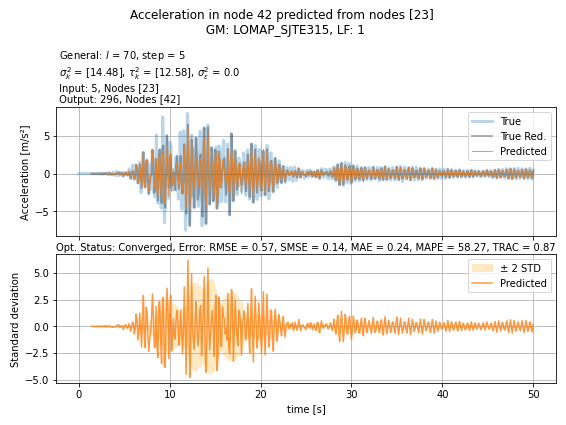 Acceleration in node 42 predicted from nodes [23]
GM: LOMAP_SJTE315, LF: 1
General: l = 70, step = 5
σ²ₖ = [14.48], τ²ₖ = [12.58], σ²ε = 0.0
Input: 5, Nodes [23]
Output: 296, Nodes [42]
Acceleration [m/s²]
5
0
−5
True
True Red.
Predicted
Opt. Status: Converged, Error: RMSE = 0.57, SMSE = 0.14, MAE = 0.24, MAPE = 58.27, TRAC = 0.87
Standard deviation
5.0
2.5
0.0
−2.5
−5.0
± 2 STD
Predicted
0 10 20 30 40 50
time [s]